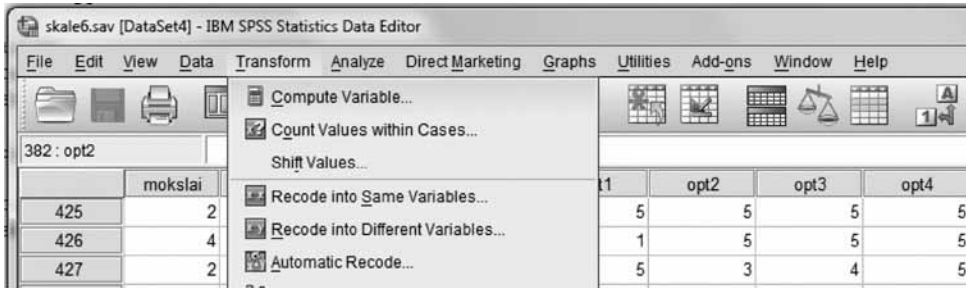 skale6.sav [DataSet4] - IBM SPSS Statistics Data Editor
File Edit View Data Transform Analyze Direct Marketing Graphs Utilities Add-ons Window Help
Compute Variable...
Count Values within Cases...
A
1
382 : opt2
Shift Values...
mokslai t1 opt2 opt3 opt4
Recode into Same Variables...
425 2 5 5 5 5
Recode into Different Variables...
426 4 1 5 5 5
Automatic Recode...
427 2 5 3 4 5